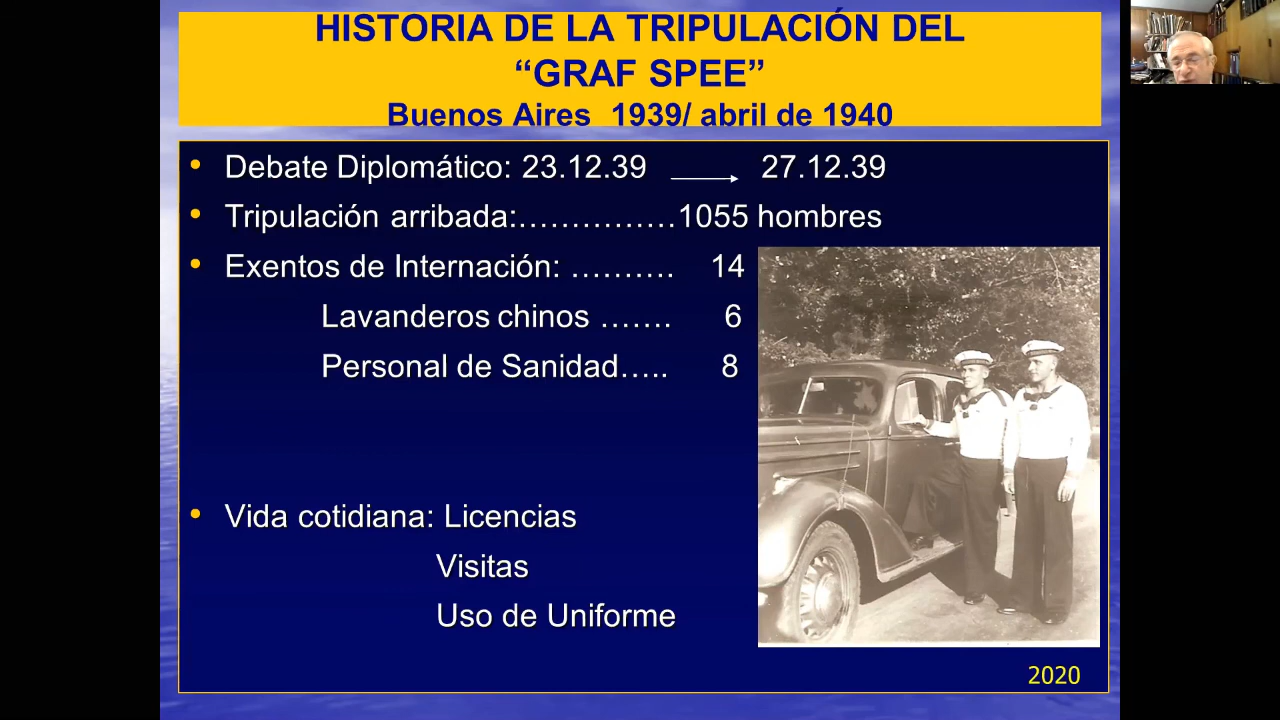 HISTORIA DE LA TRIPULACIÓN DEL
“GRAF SPEE”
Buenos Aires 1939/ abril de 1940
• Debate Diplomático: 23.12.39 → 27.12.39
• Tripulación arribada:……………1055 hombres
• Exentos de Internación: ………. 14
Lavanderos chinos ……. 6
Personal de Sanidad….. 8
• Vida cotidiana: Licencias
Visitas
Uso de Uniforme
2020